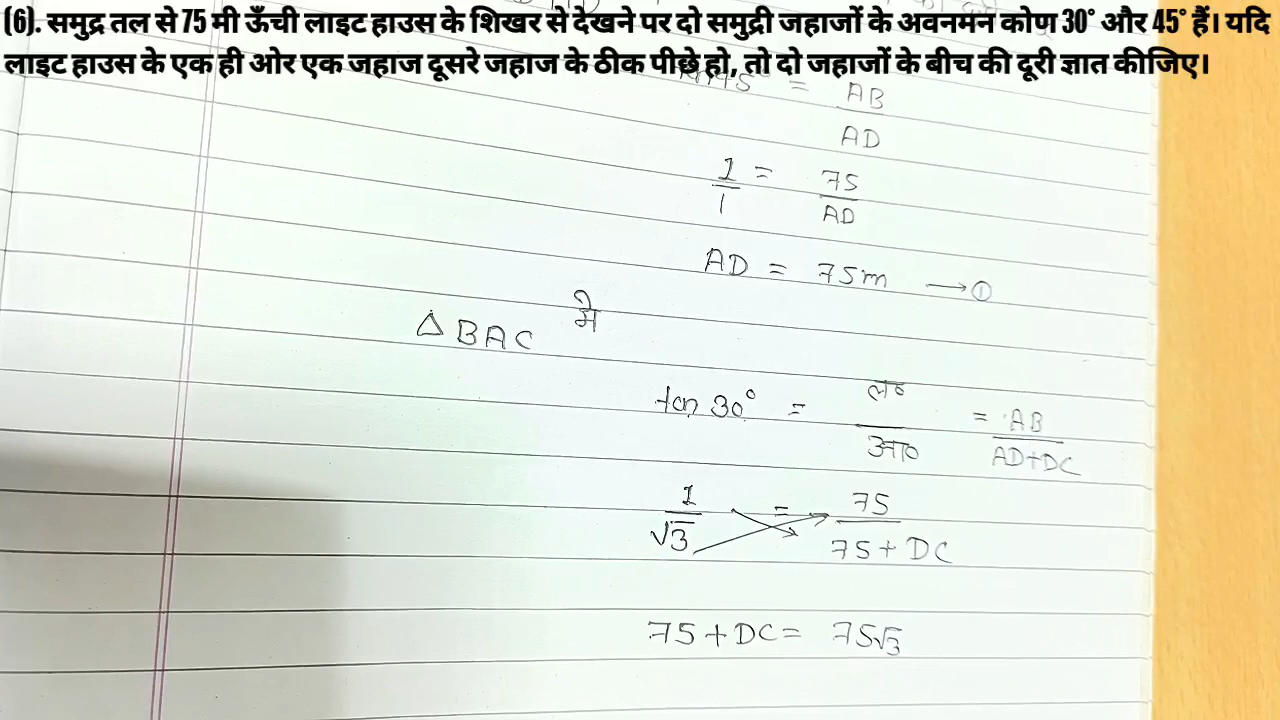 (6). समुद्र तल से 75 मी ऊँची लाइट हाउस के शिखर से देखने पर दो समुद्री जहाजों के अवनमन कोण 30° और 45° हैं। यदि
लाइट हाउस के एक ही ओर एक जहाज दूसरे जहाज के ठीक पीछे हो, तो दो जहाजों के बीच की दूरी ज्ञात कीजिए।
= AB
AD
1 = 75
1 AD
AD = 75m → ①
△ BAC मे
tan 30° = ल० = AB
आ० AD+DC
1 = 75
√3 75 + DC
75 + DC = 75√3